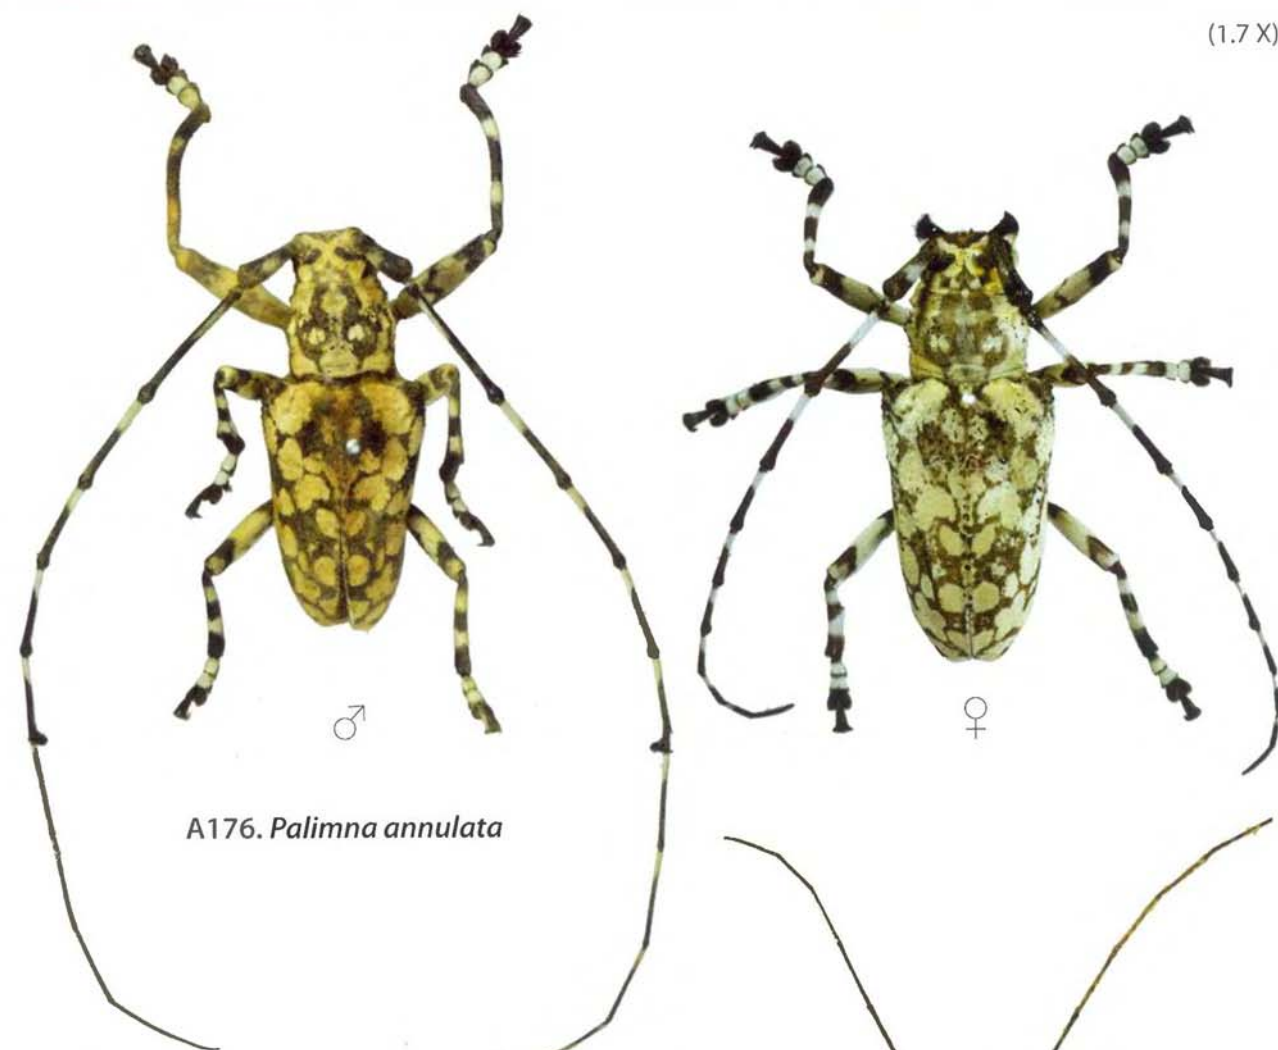 (1.7 X)
♂
♀
A176. Palimna annulata